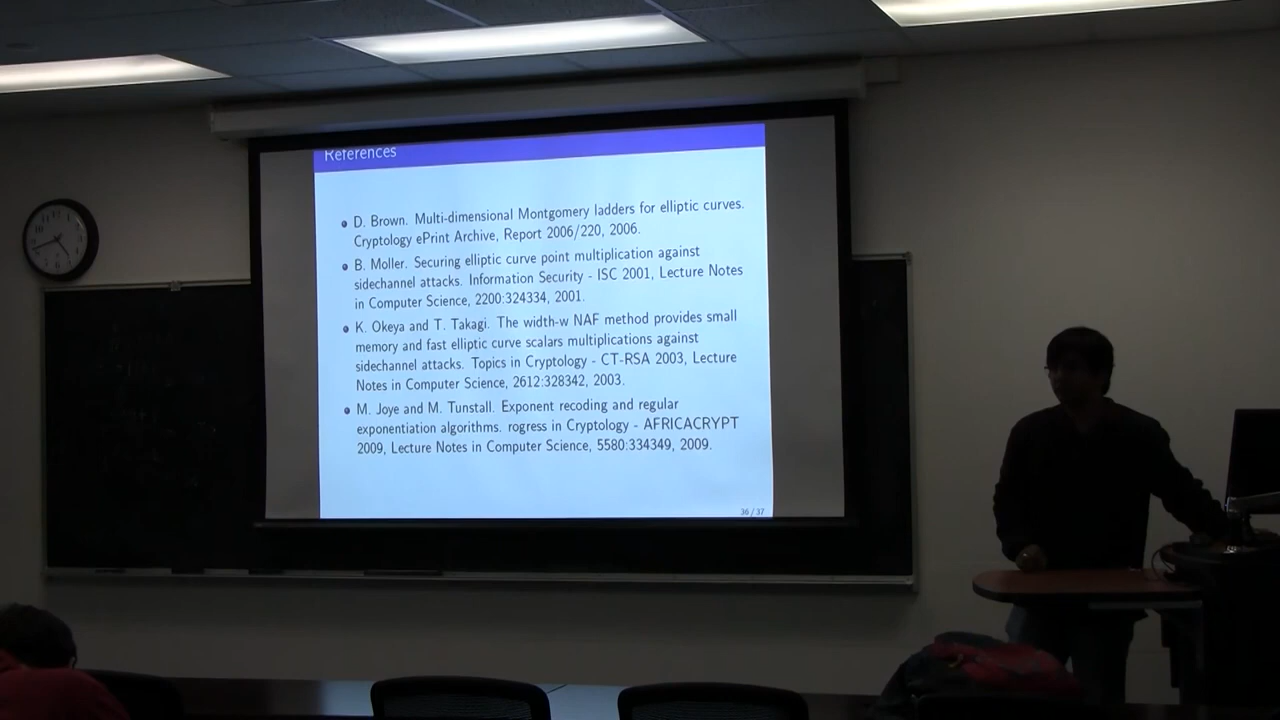 References
• D. Brown. Multi-dimensional Montgomery ladders for elliptic curves.
Cryptology ePrint Archive, Report 2006/220, 2006.
• B. Moller. Securing elliptic curve point multiplication against
sidechannel attacks. Information Security - ISC 2001, Lecture Notes
in Computer Science, 2200:324334, 2001.
• K. Okeya and T. Takagi. The width-w NAF method provides small
memory and fast elliptic curve scalars multiplications against
sidechannel attacks. Topics in Cryptology - CT-RSA 2003, Lecture
Notes in Computer Science, 2612:328342, 2003.
• M. Joye and M. Tunstall. Exponent recoding and regular
exponentiation algorithms. rogress in Cryptology - AFRICACRYPT
2009, Lecture Notes in Computer Science, 5580:334349, 2009.
36 / 37